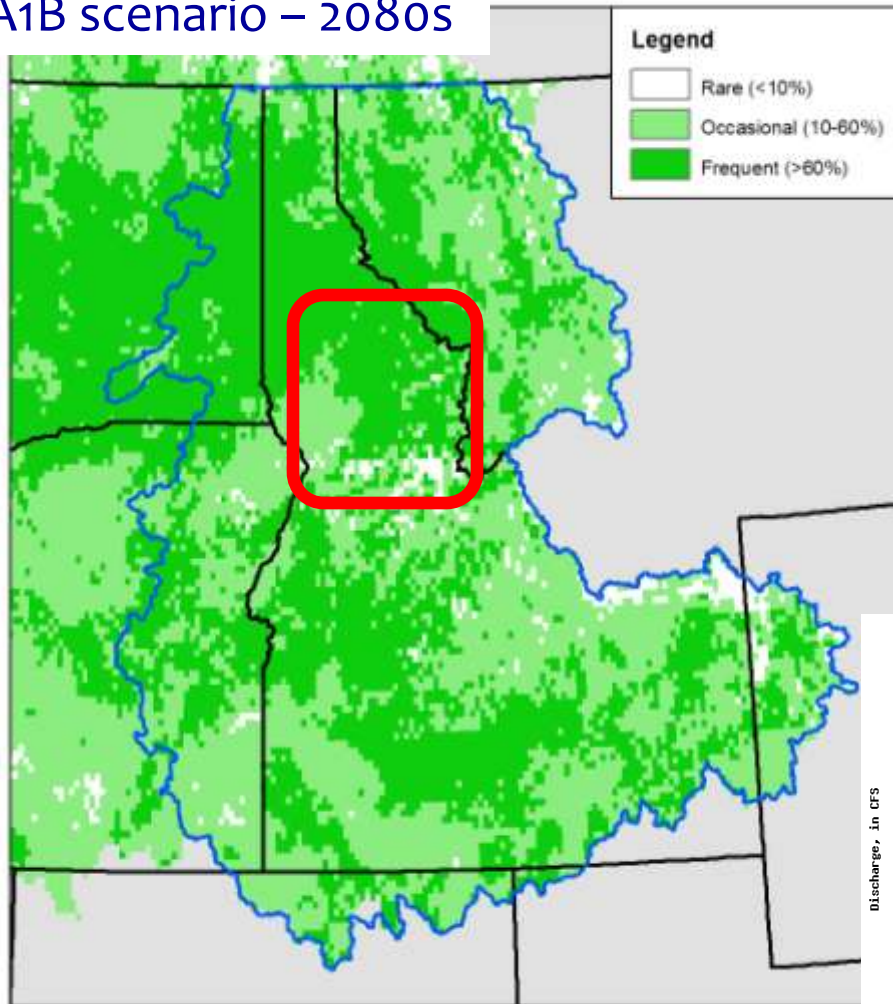 A1B scenario – 2080s
Legend
Rare (<10%)
Occasional (10-60%)
Frequent (>60%)
Discharge, in CFS